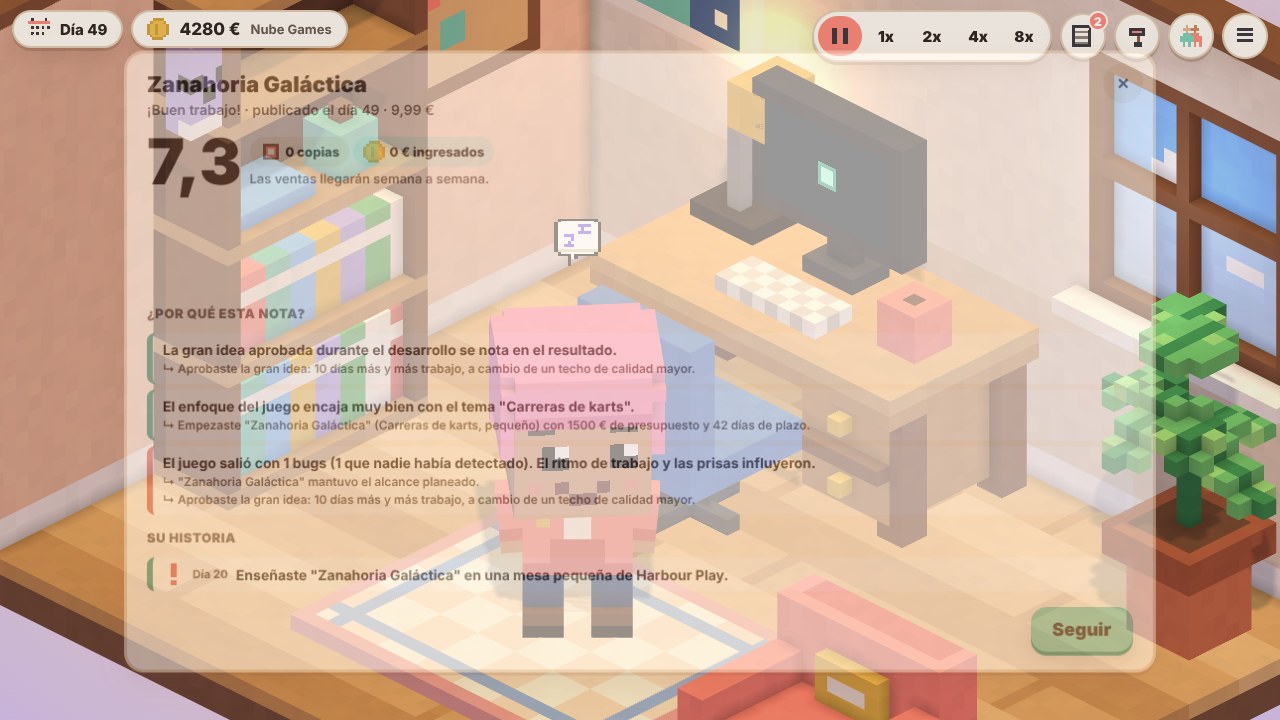 Día 49
4280 € Nube Games
1x 2x 4x 8x
2
Zanahoria Galáctica
¡Buen trabajo! · publicado el día 49 · 9,99 €
7,3
0 copias
0 € ingresados
Las ventas llegarán semana a semana.
¿POR QUÉ ESTA NOTA?
La gran idea aprobada durante el desarrollo se nota en el resultado.
↳ Aprobaste la gran idea: 10 días más y más trabajo, a cambio de un techo de calidad mayor.
El enfoque del juego encaja muy bien con el tema "Carreras de karts".
↳ Empezaste "Zanahoria Galáctica" (Carreras de karts, pequeño) con 1500 € de presupuesto y 42 días de plazo.
El juego salió con 1 bugs (1 que nadie había detectado). El ritmo de trabajo y las prisas influyeron.
↳ "Zanahoria Galáctica" mantuvo el alcance planeado.
↳ Aprobaste la gran idea: 10 días más y más trabajo, a cambio de un techo de calidad mayor.
SU HISTORIA
Día 20 Enseñaste "Zanahoria Galáctica" en una mesa pequeña de Harbour Play.
Seguir